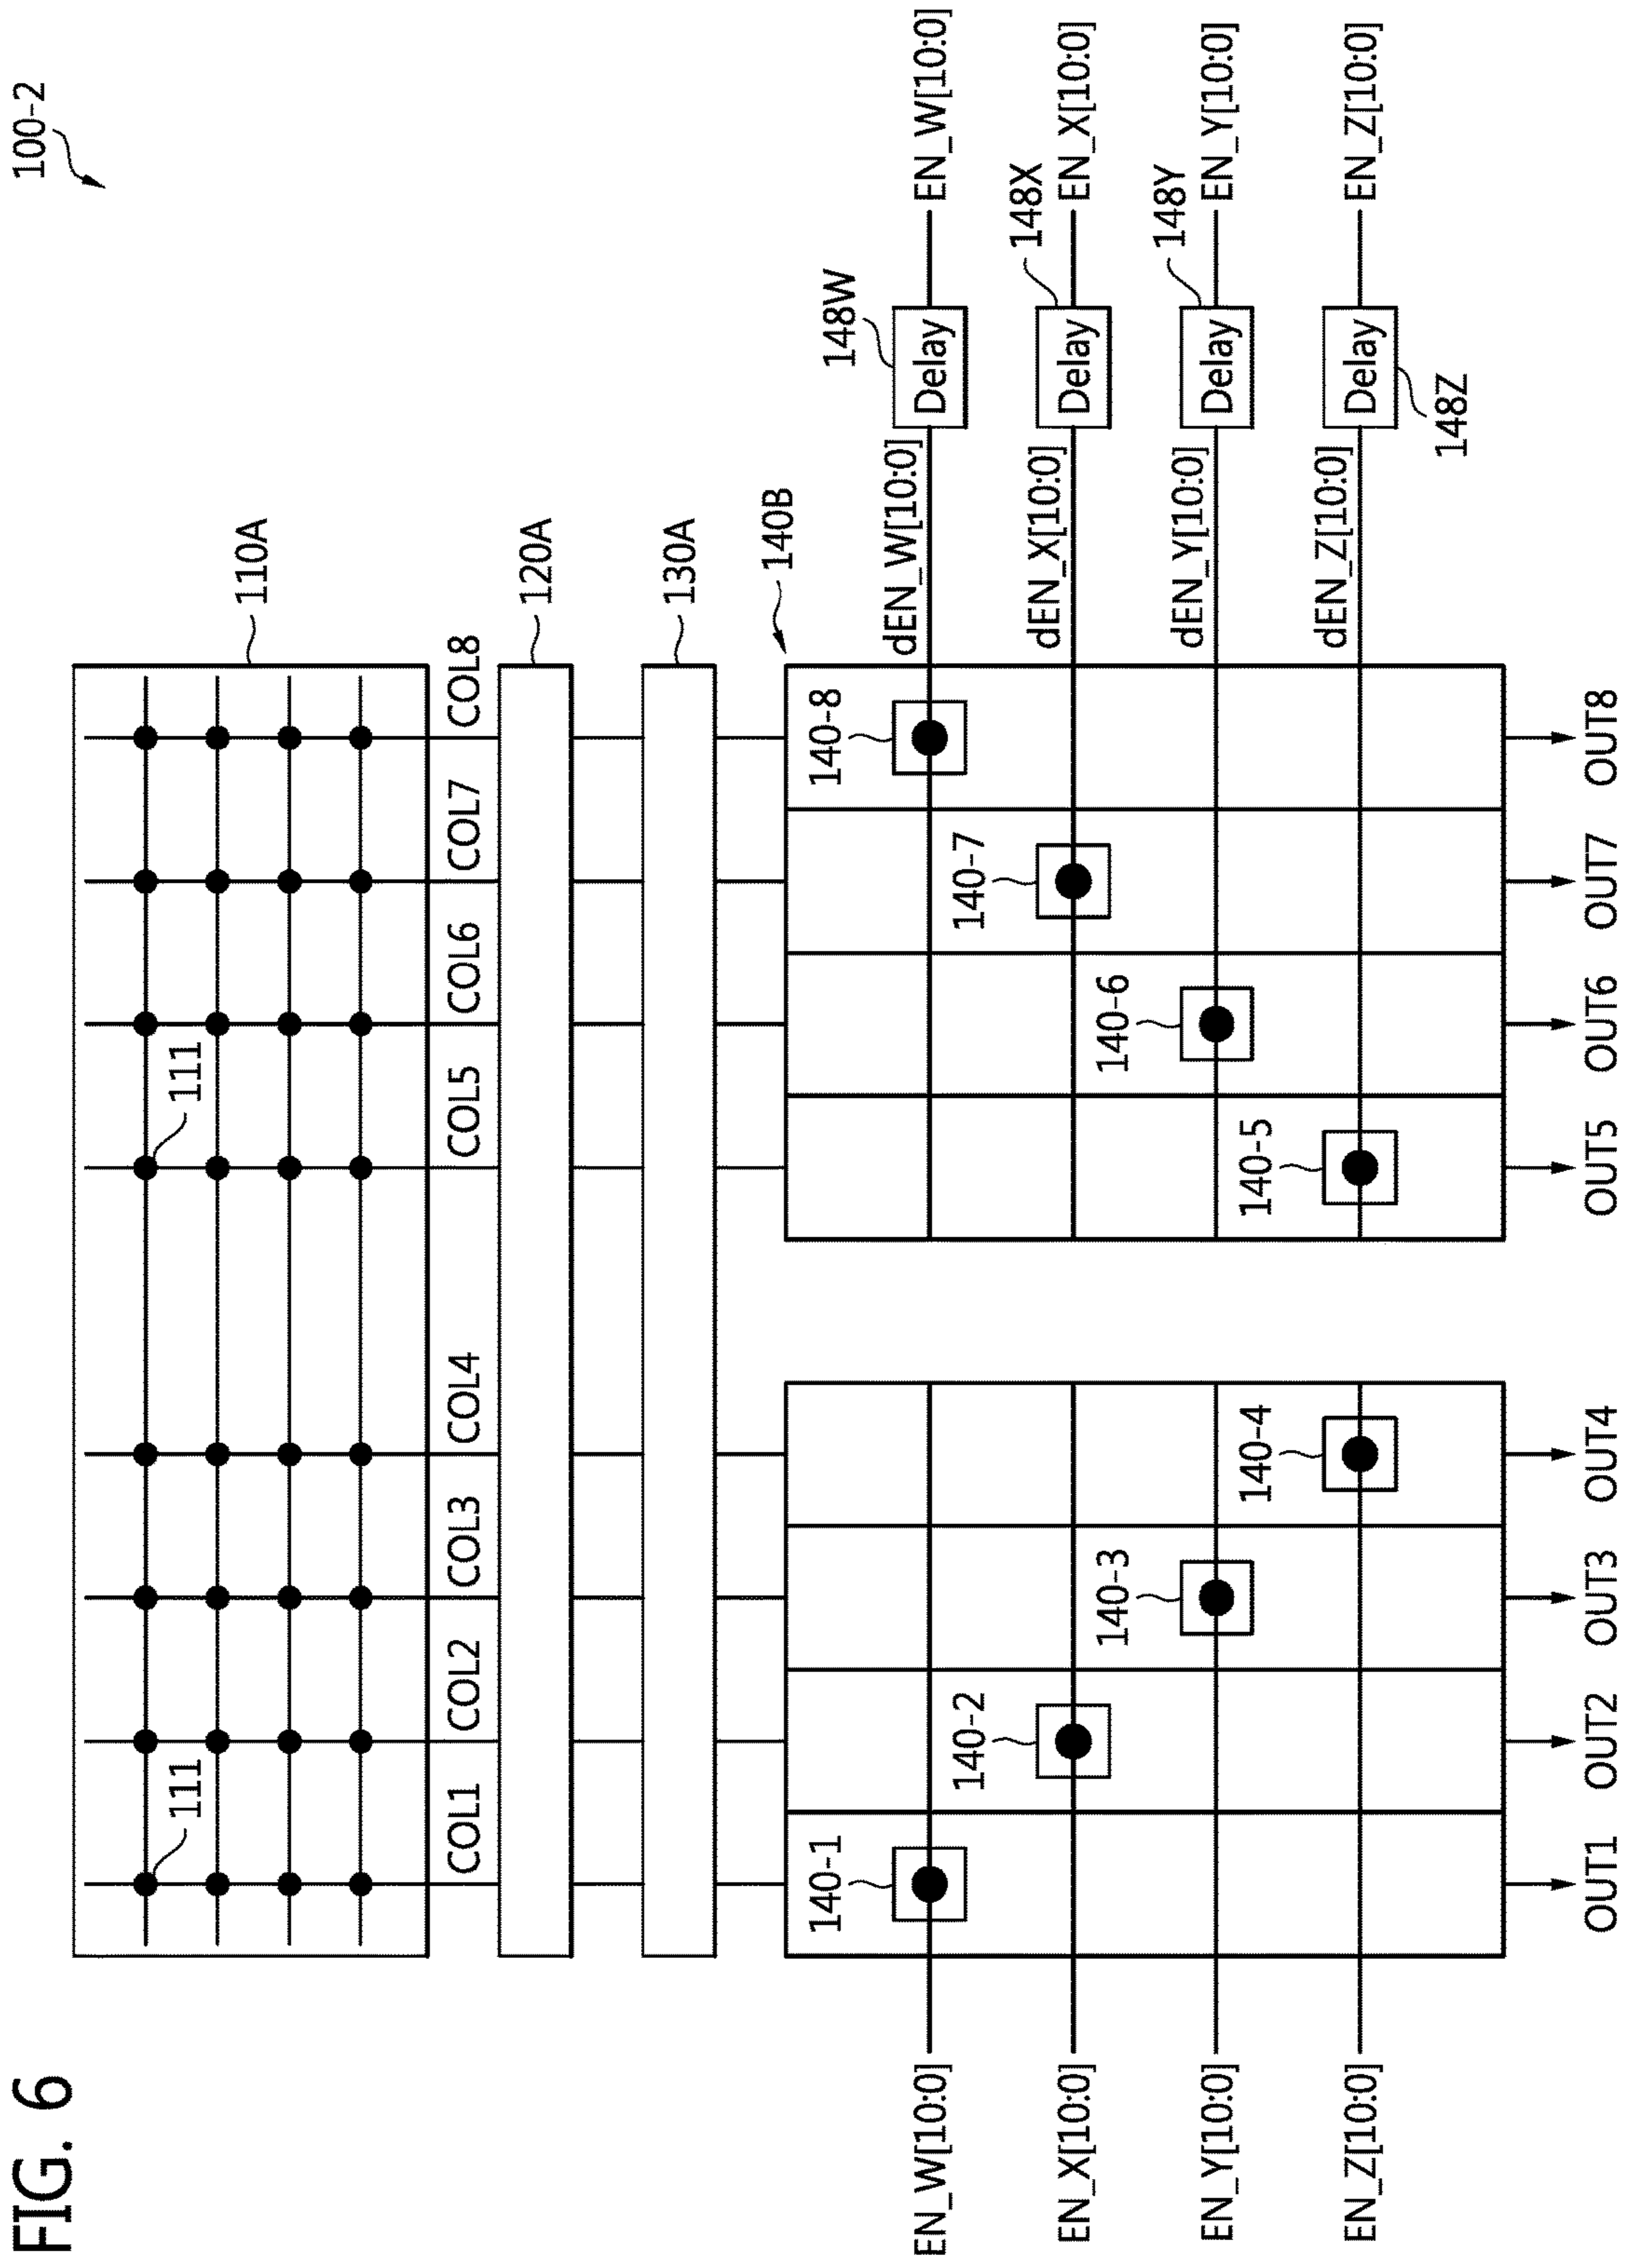 FIG. 6
100-2
110A
111
111
COL1 COL2 COL3 COL4 COL5 COL6 COL7 COL8
120A
130A
140B
140-1
140-2
140-3
140-4
140-5
140-6
140-7
140-8
EN_W[10:0]
EN_X[10:0]
EN_Y[10:0]
EN_Z[10:0]
dEN_W[10:0]
Delay
148W
EN_W[10:0]
dEN_X[10:0]
Delay
148X
EN_X[10:0]
dEN_Y[10:0]
Delay
148Y
EN_Y[10:0]
dEN_Z[10:0]
Delay
148Z
EN_Z[10:0]
OUT1 OUT2 OUT3 OUT4 OUT5 OUT6 OUT7 OUT8